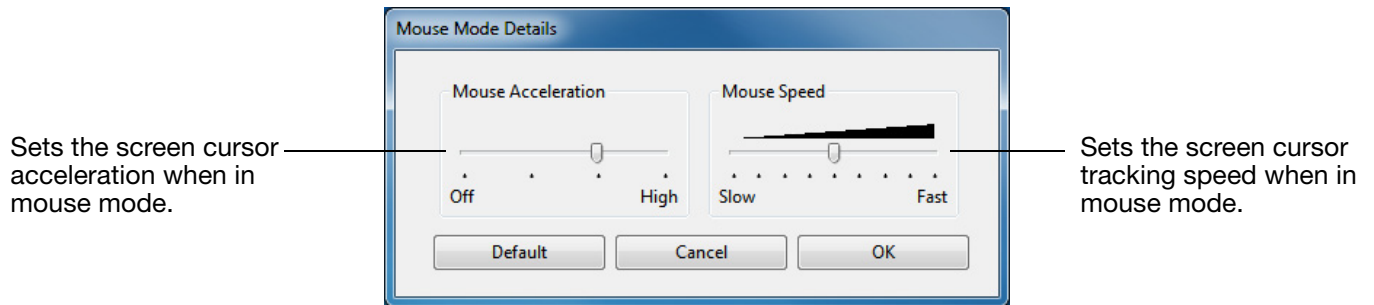 Mouse Mode Details
Mouse Acceleration
Mouse Speed
Sets the screen cursor
acceleration when in
mouse mode.
Off
High
Slow
Fast
Sets the screen cursor
tracking speed when in
mouse mode.
Default
Cancel
OK